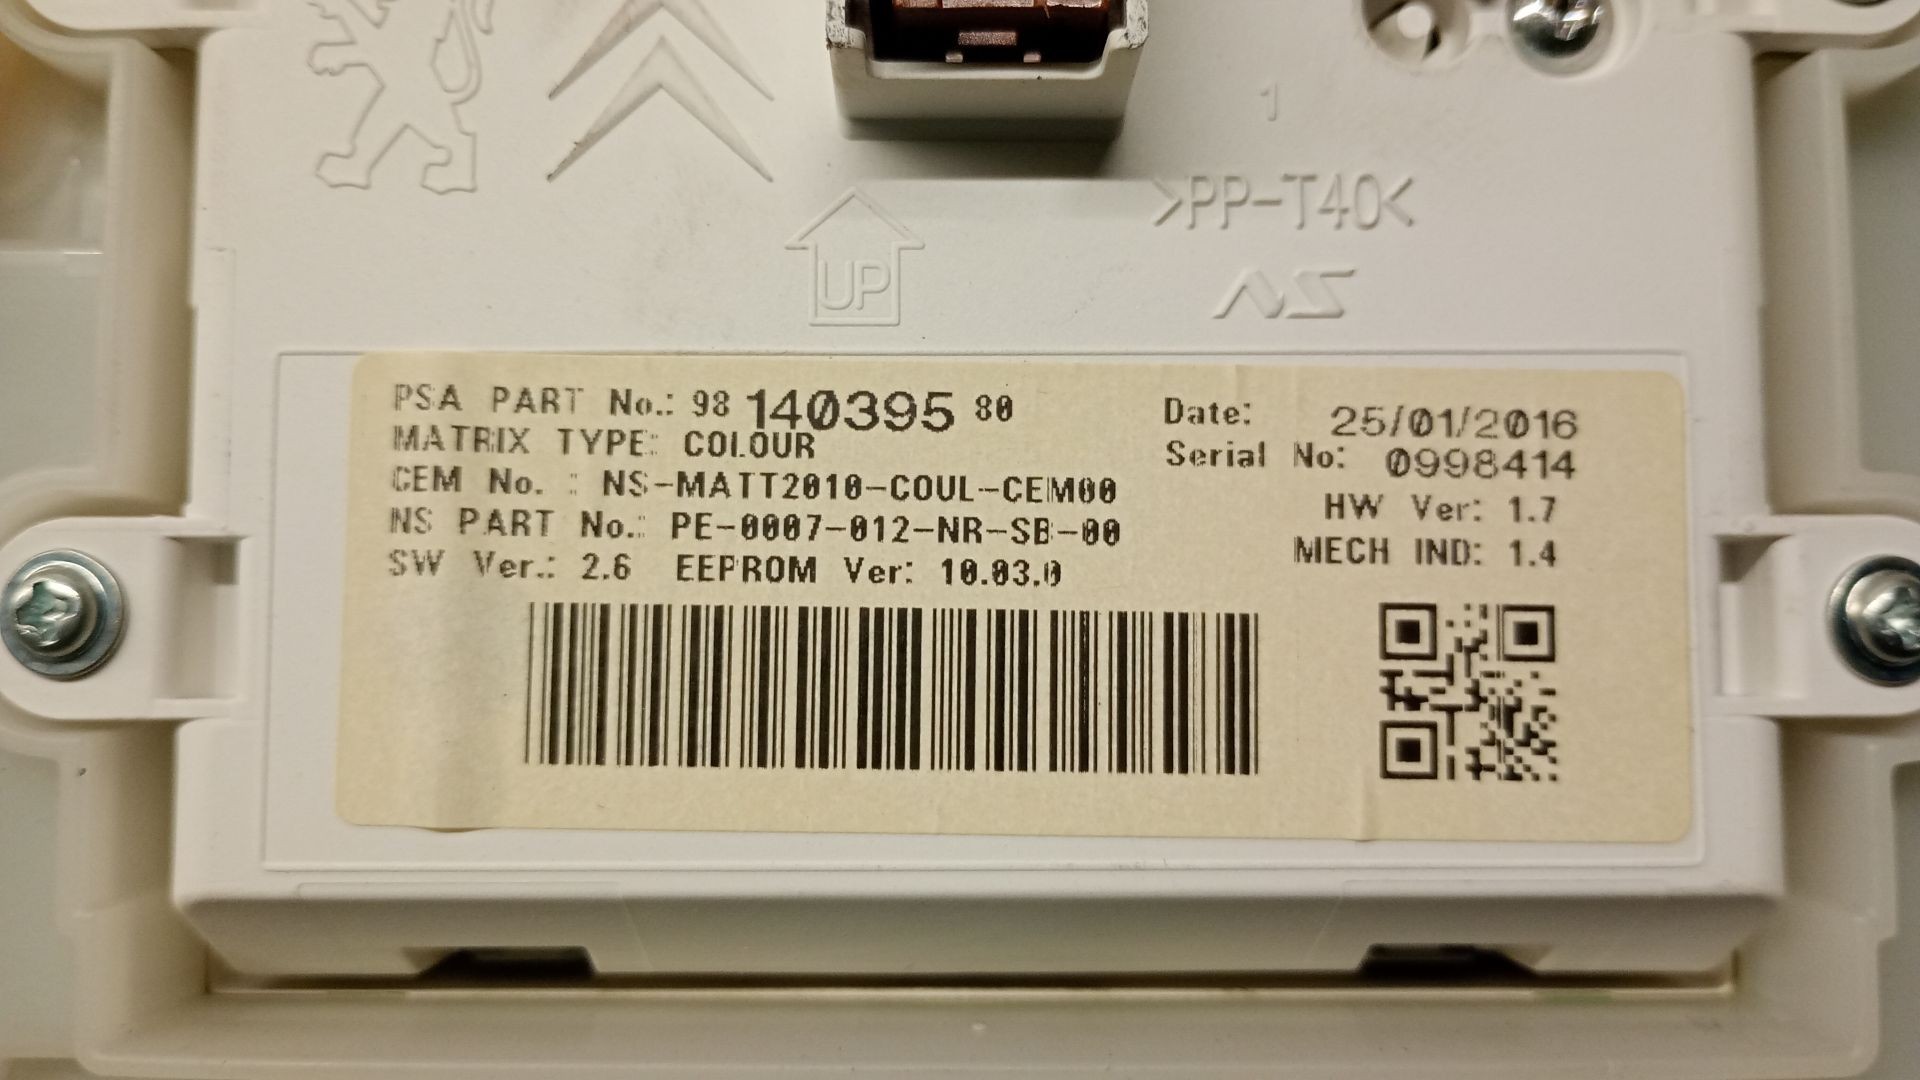 1
>PP-T40<
UP
NS
PSA PART No.: 98 140395 80
MATRIX TYPE: COLOUR
CEM No. : NS-MATT2010-COUL-CEM00
NS PART No.: PE-0007-012-NR-SB-00
SW Ver.: 2.6 EEPROM Ver: 10.03.0
Date: 25/01/2016
Serial No: 0998414
HW Ver: 1.7
MECH IND: 1.4